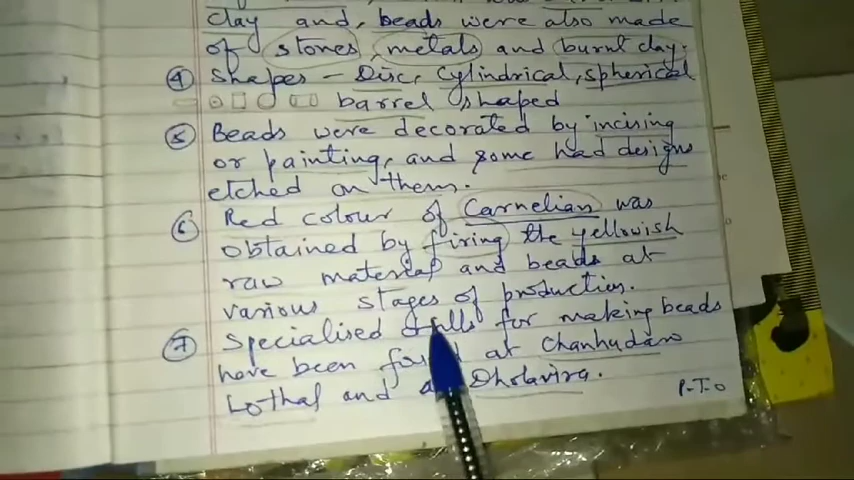 clay and, beads were also made
of stones, metals and burnt clay.
④ Shapes - Disc, Cylindrical, spherical
barrel shaped
⑤ Beads were decorated by incising
or painting, and some had designs
etched on them.
⑥ Red colour of Carnelian was
obtained by firing the yellowish
raw material and beads at
various stages of production.
⑦ Specialised drills for making beads
have been found at Chanhudaro
Lothal and Dholavira.
P-T-O